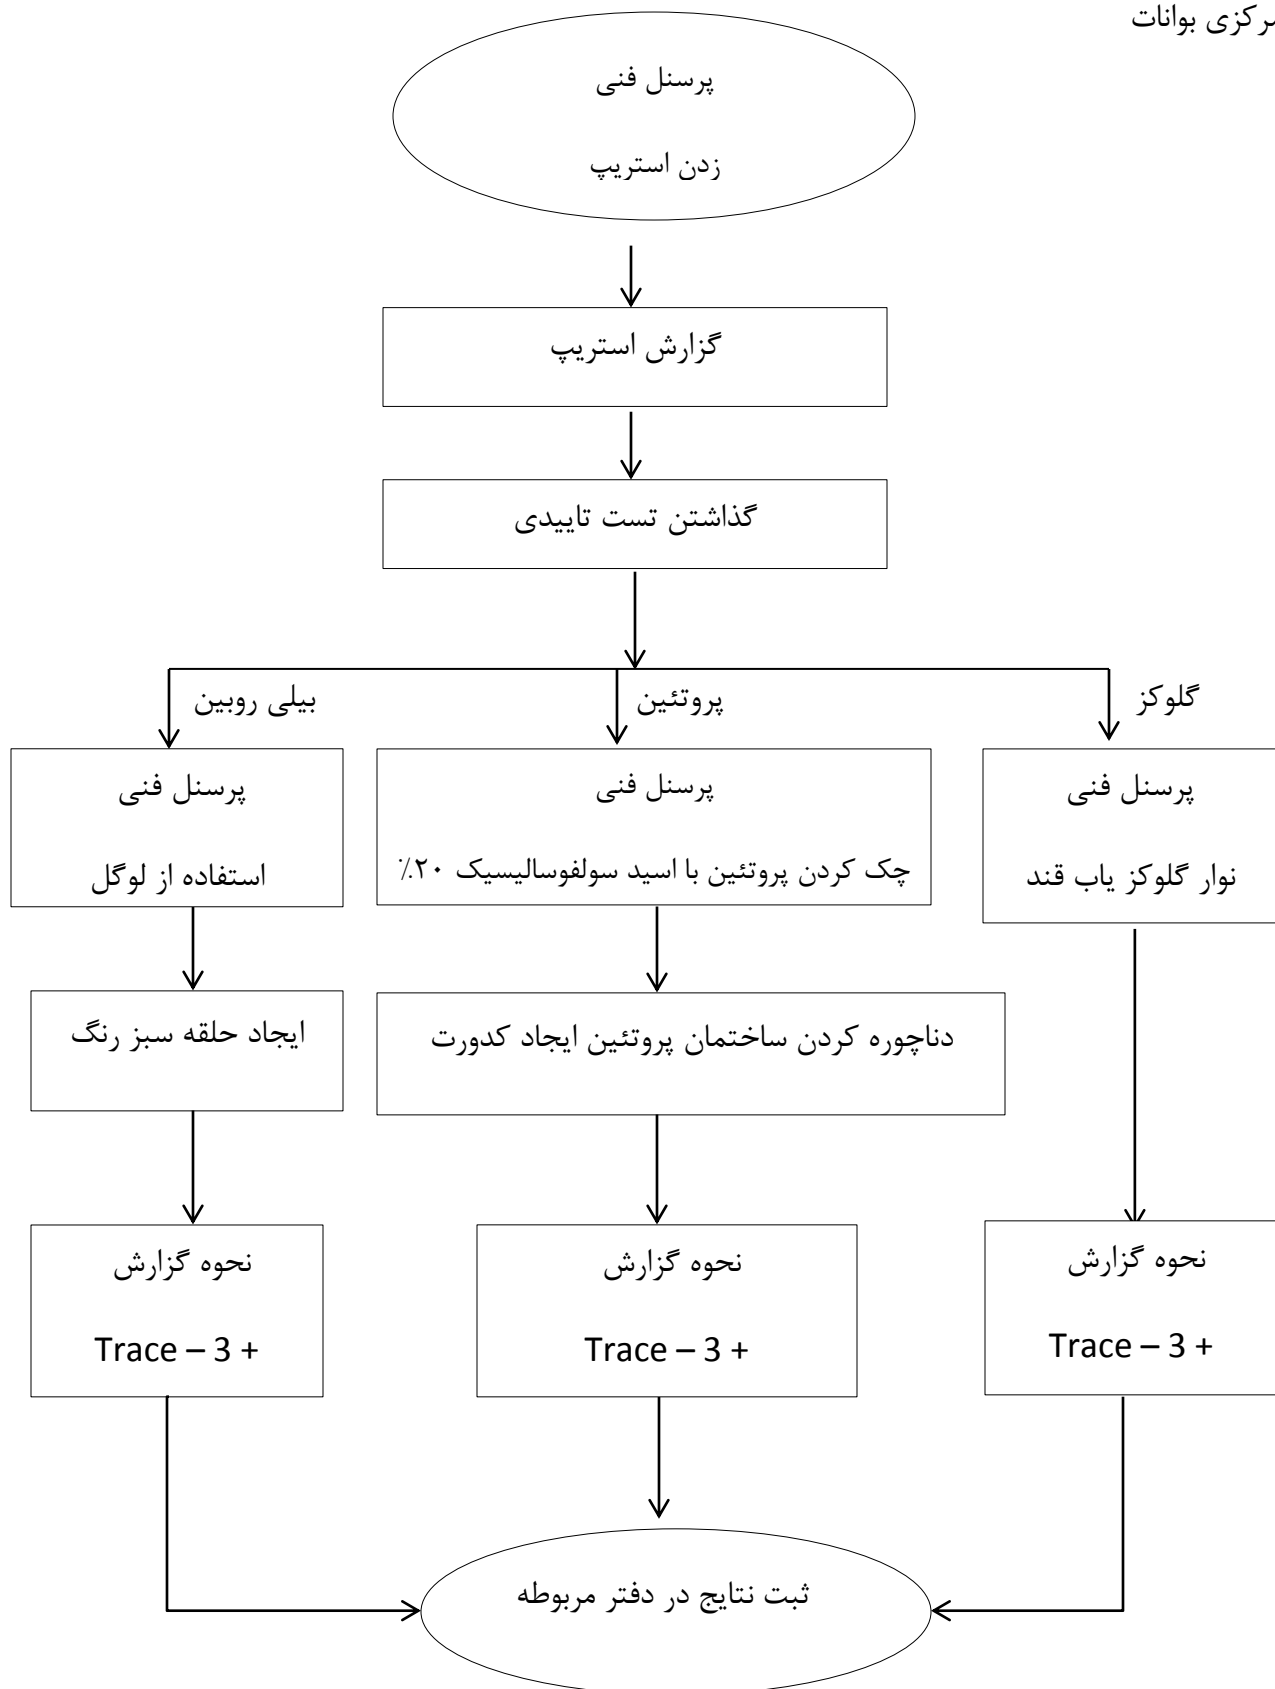 مرکزی بوانات
پرسنل فنی
زدن استریپ
گزارش استریپ
گذاشتن تست تاییدی
گلوکز
پروتئین
بیلی روبین
پرسنل فنی
نوار گلوکز یاب قند
پرسنل فنی
چک کردن پروتئین با اسید سولفوسالیسیک ۲۰٪
پرسنل فنی
استفاده از لوگل
دناچوره کردن ساختمان پروتئین ایجاد کدورت
ایجاد حلقه سبز رنگ
نحوه گزارش
Trace – 3 +
نحوه گزارش
Trace – 3 +
نحوه گزارش
Trace – 3 +
ثبت نتایج در دفتر مربوطه